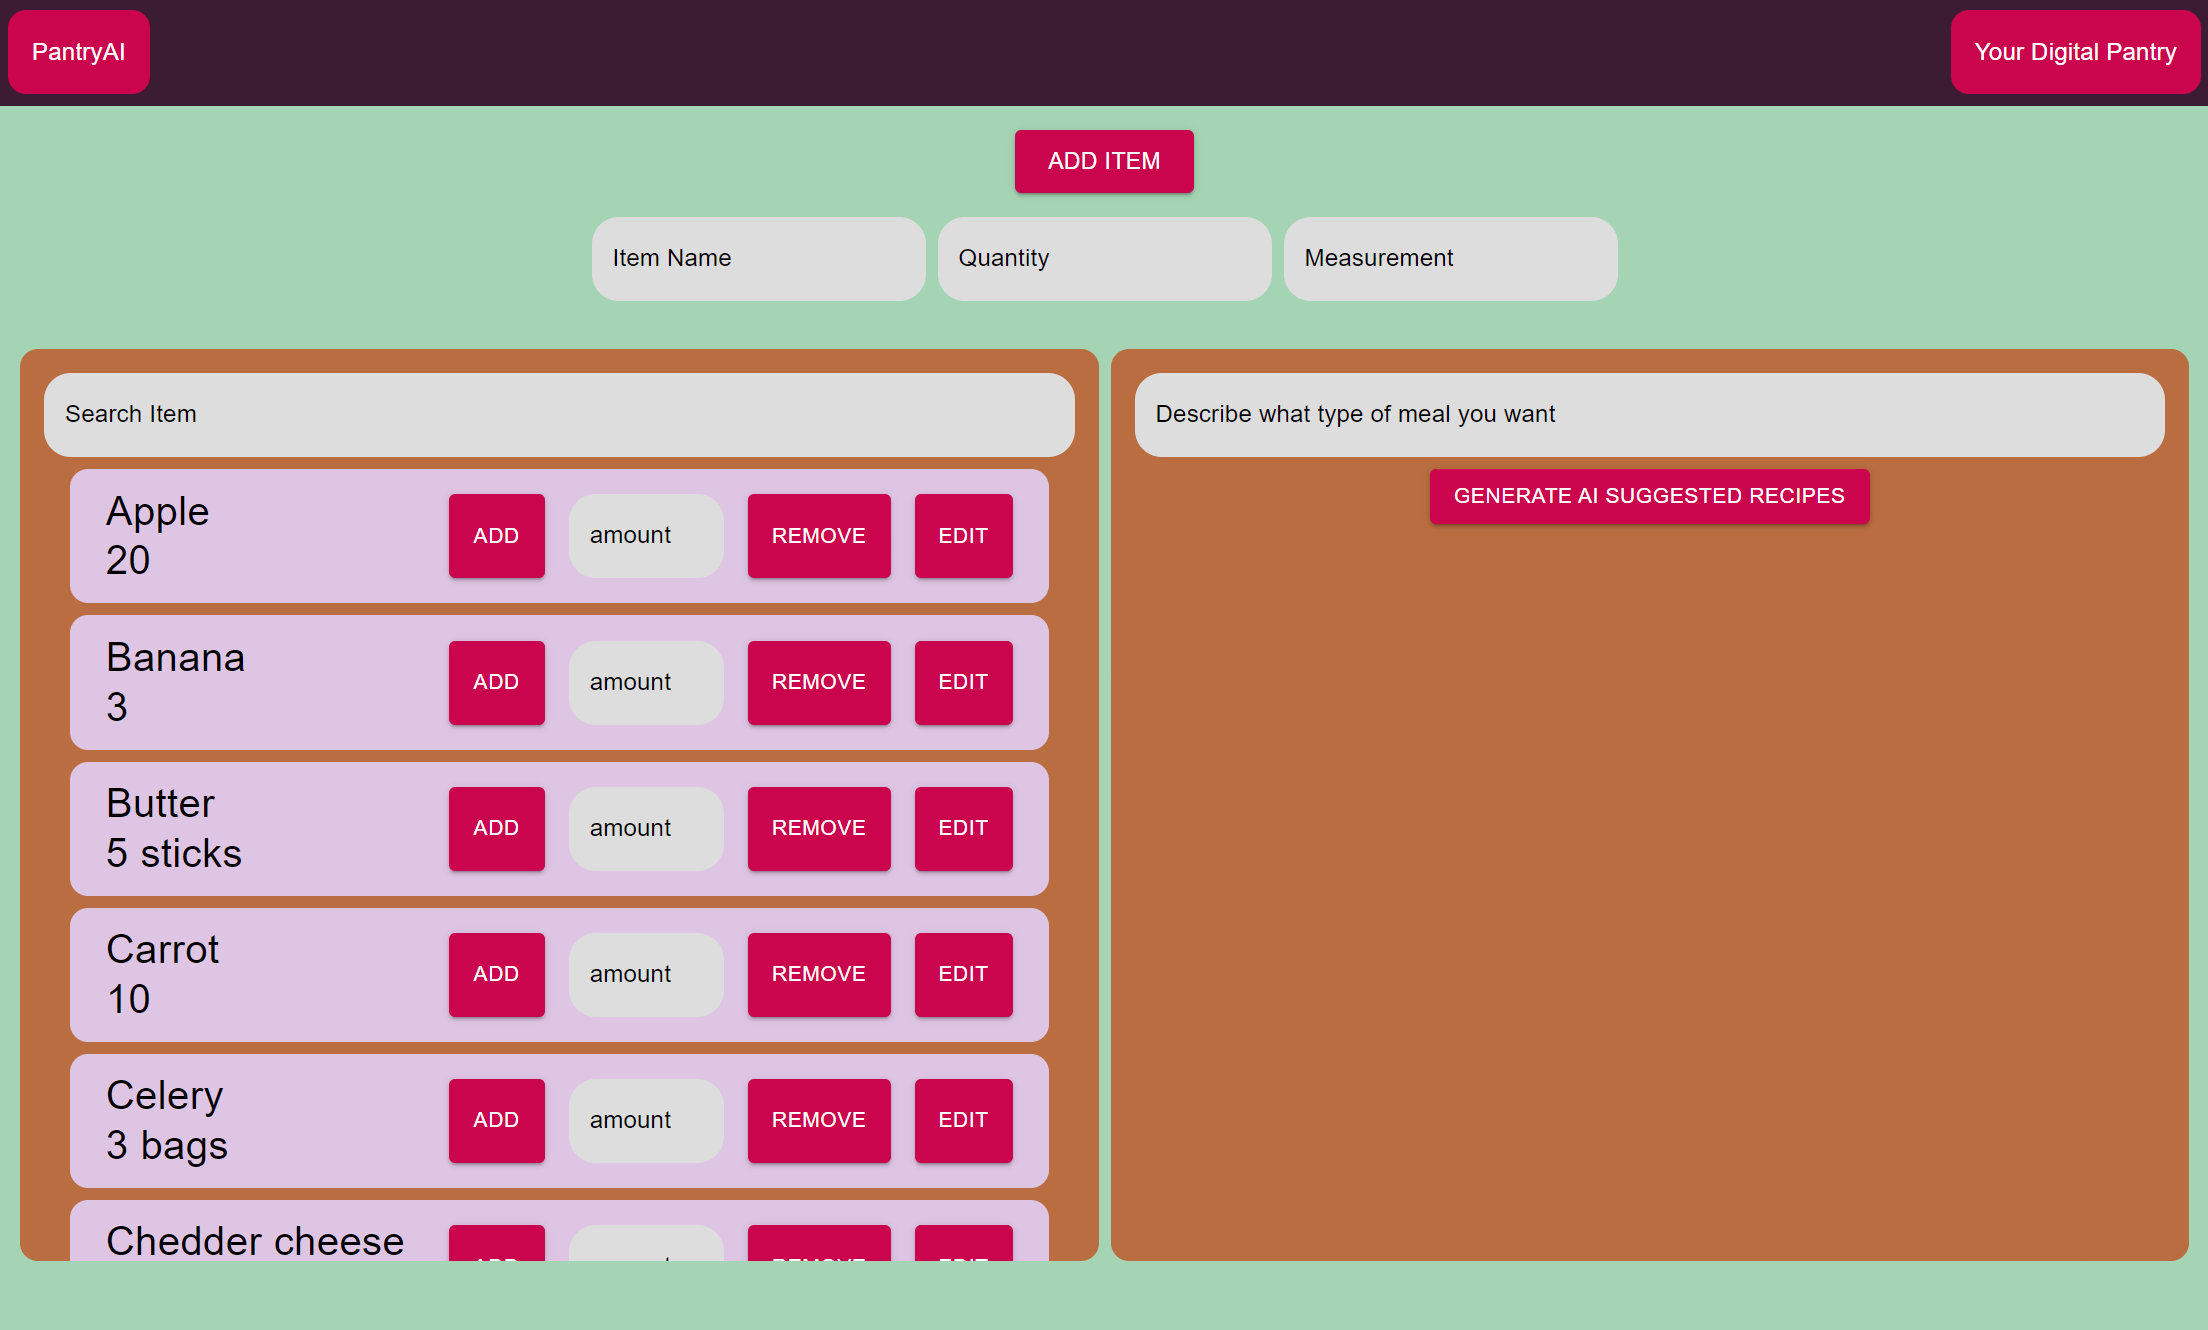 PantryAI
Your Digital Pantry
ADD ITEM
Item Name
Quantity
Measurement
Search Item
Apple
20
ADD
amount
REMOVE
EDIT
Banana
3
ADD
amount
REMOVE
EDIT
Butter
5 sticks
ADD
amount
REMOVE
EDIT
Carrot
10
ADD
amount
REMOVE
EDIT
Celery
3 bags
ADD
amount
REMOVE
EDIT
Chedder cheese
Describe what type of meal you want
GENERATE AI SUGGESTED RECIPES